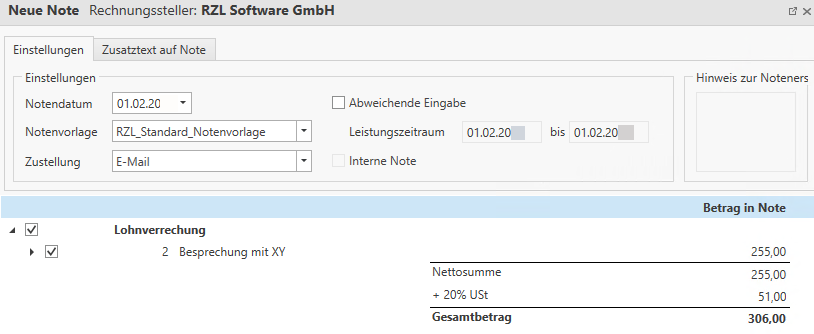 Neue Note Rechnungssteller: RZL Software GmbH
Einstellungen Zusatztext auf Note
Einstellungen Hinweis zur Noteners
Notendatum 01.02.20 Abweichende Eingabe
Notenvorlage RZL_Standard_Notenvorlage Leistungszeitraum 01.02.20 bis 01.02.20
Zustellung E-Mail Interne Note
Betrag in Note
Lohnverrechung
2 Besprechung mit XY 255,00
Nettosumme 255,00
+ 20% USt 51,00
Gesamtbetrag 306,00